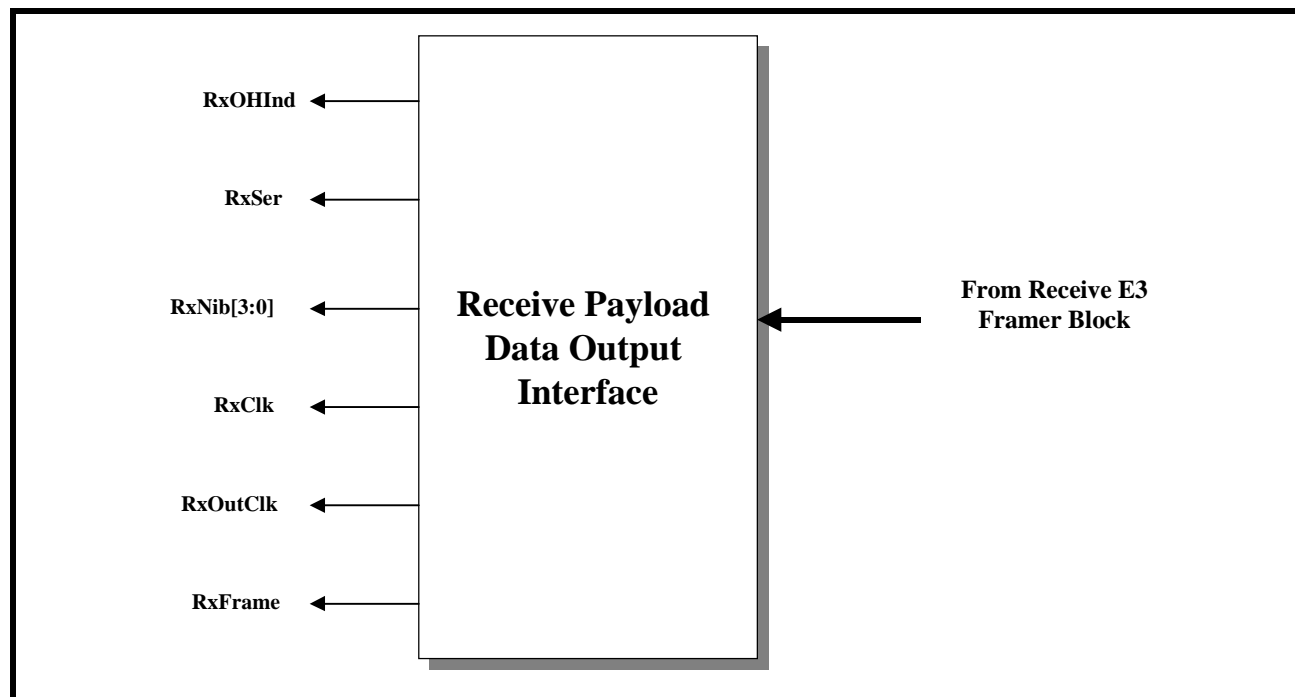 RxOHInd
RxSer
RxNib[3:0]
RxClk
RxOutClk
RxFrame
Receive Payload
Data Output
Interface
From Receive E3
Framer Block